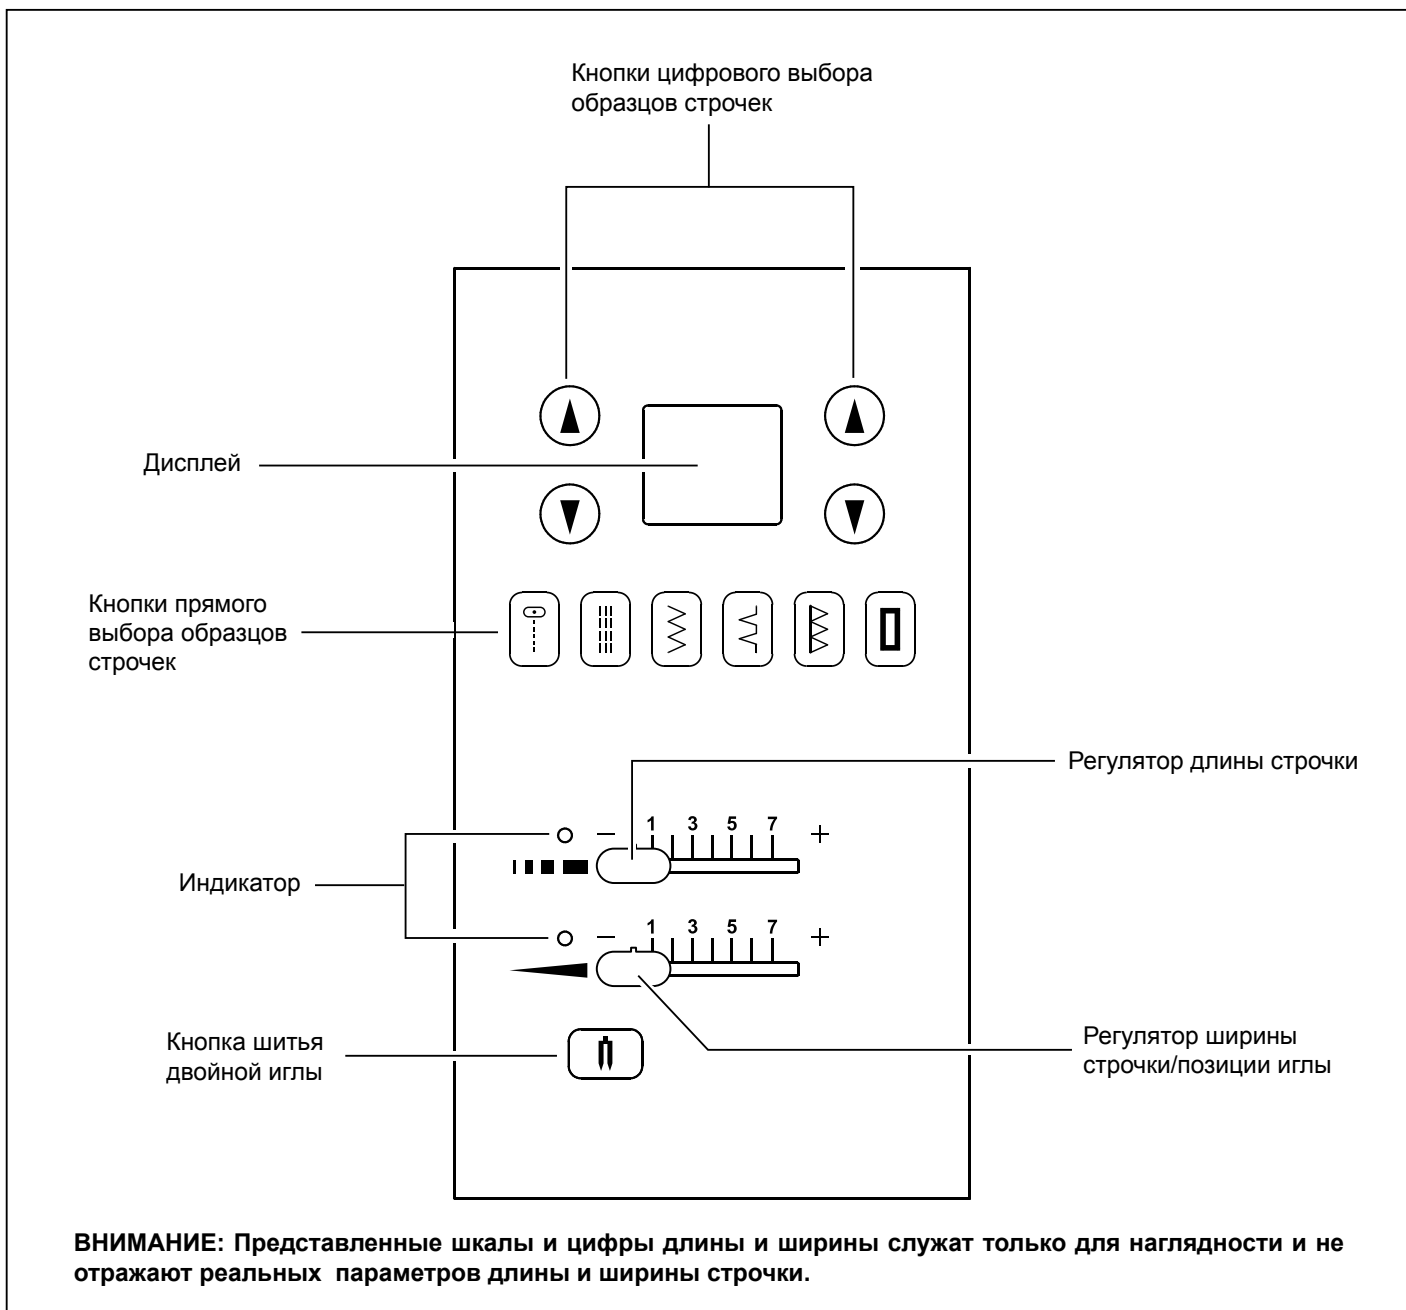 Кнопки цифрового выбора
образцов строчек
Дисплей
Кнопки прямого
выбора образцов
строчек
Регулятор длины строчки
1 3 5 7
− +
Индикатор
1 3 5 7
− +
Кнопка шитья
двойной иглы
Регулятор ширины
строчки/позиции иглы
ВНИМАНИЕ: Представленные шкалы и цифры длины и ширины служат только для наглядности и не
отражают реальных параметров длины и ширины строчки.